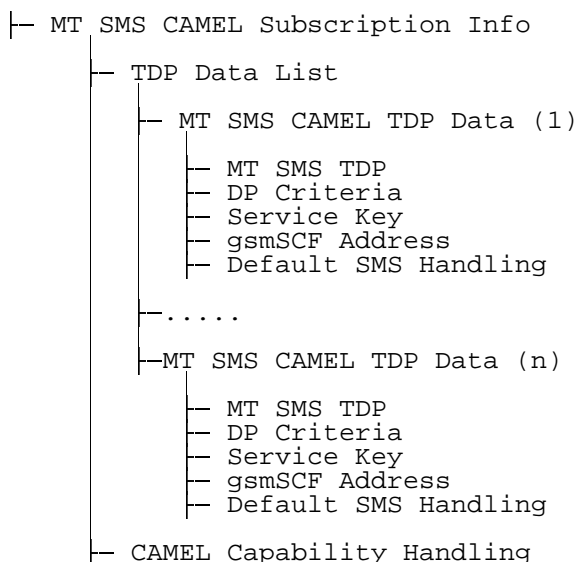 MT SMS CAMEL Subscription Info
TDP Data List
MT SMS CAMEL TDP Data (1)
MT SMS TDP
DP Criteria
Service Key
gsmSCF Address
Default SMS Handling
.....
MT SMS CAMEL TDP Data (n)
MT SMS TDP
DP Criteria
Service Key
gsmSCF Address
Default SMS Handling
CAMEL Capability Handling